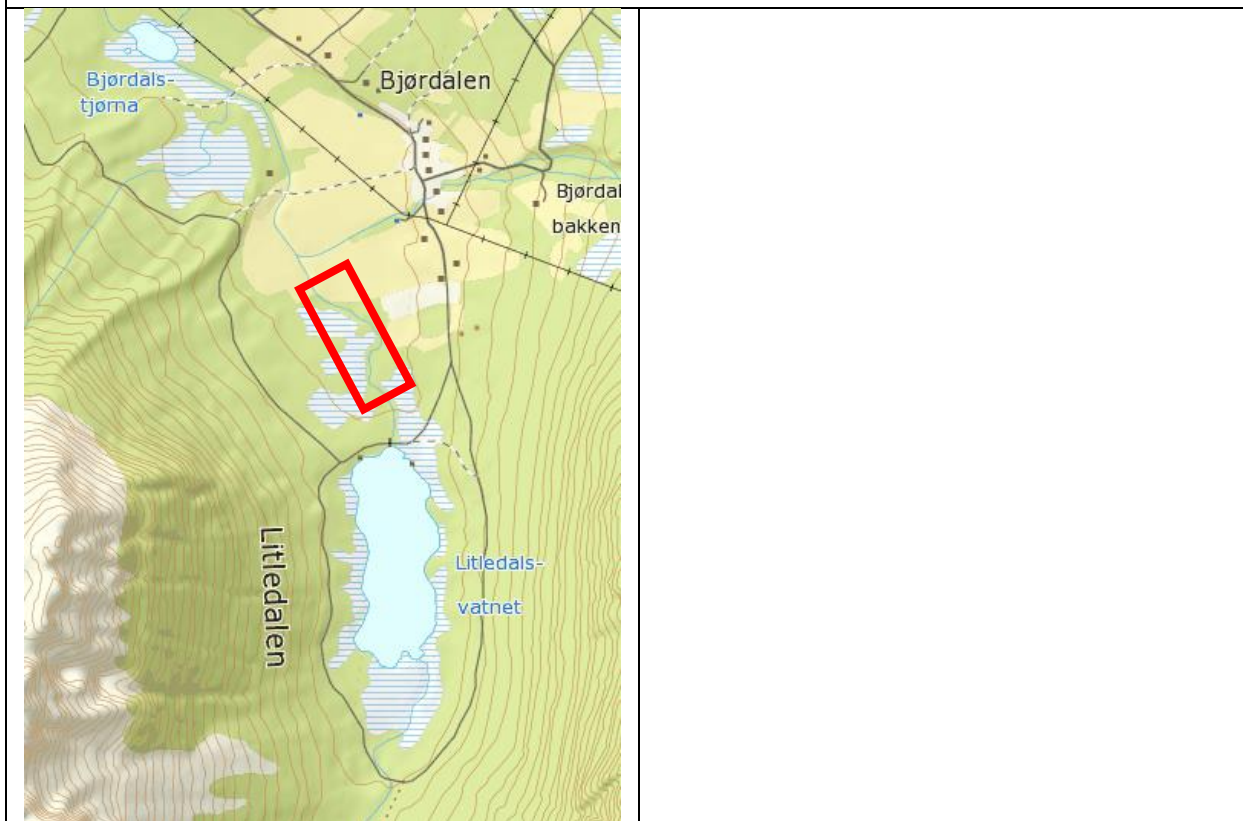 Bjørdals-
tjørna
Bjørdalen
Bjørdal
bakken
Litledalen
Litledals-
vatnet